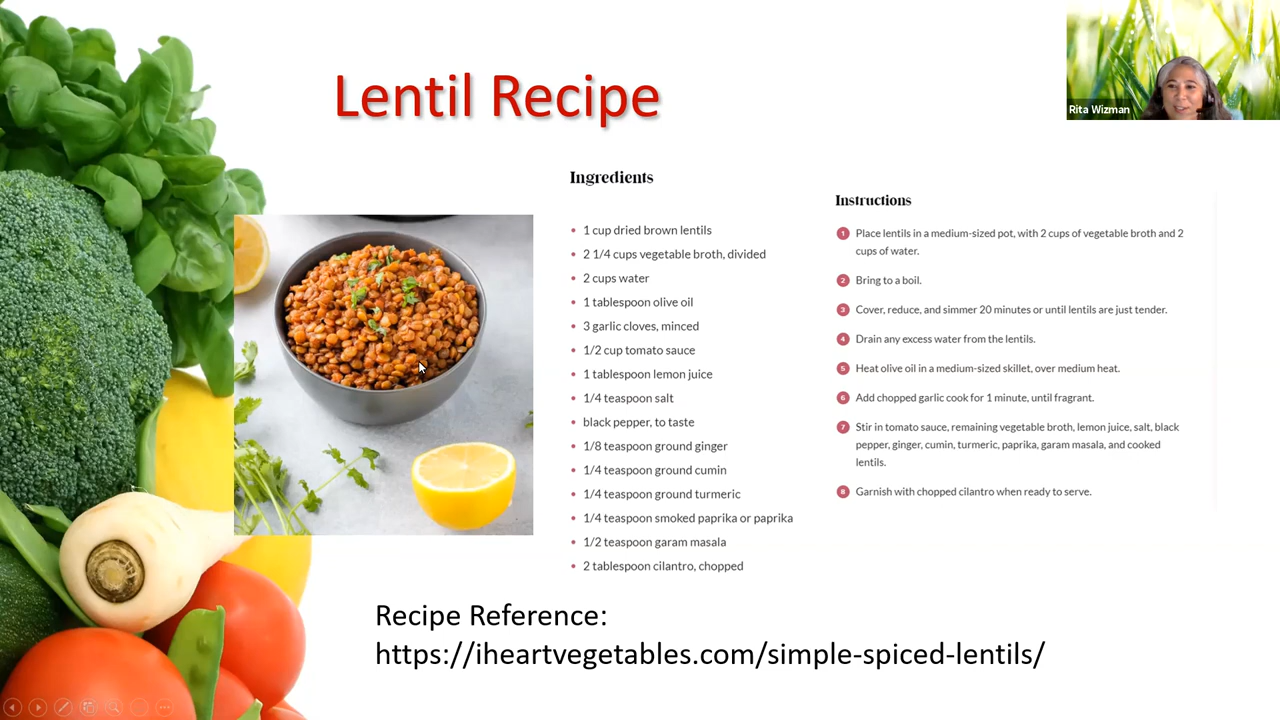 Lentil Recipe
Rita Wizman
Ingredients
1 cup dried brown lentils
2 1/4 cups vegetable broth, divided
2 cups water
1 tablespoon olive oil
3 garlic cloves, minced
1/2 cup tomato sauce
1 tablespoon lemon juice
1/4 teaspoon salt
black pepper, to taste
1/8 teaspoon ground ginger
1/4 teaspoon ground cumin
1/4 teaspoon ground turmeric
1/4 teaspoon smoked paprika or paprika
1/2 teaspoon garam masala
2 tablespoon cilantro, chopped
Instructions
1 Place lentils in a medium-sized pot, with 2 cups of vegetable broth and 2
cups of water.
2 Bring to a boil.
3 Cover, reduce, and simmer 20 minutes or until lentils are just tender.
4 Drain any excess water from the lentils.
5 Heat olive oil in a medium-sized skillet, over medium heat.
6 Add chopped garlic cook for 1 minute, until fragrant.
7 Stir in tomato sauce, remaining vegetable broth, lemon juice, salt, black
pepper, ginger, cumin, turmeric, paprika, garam masala, and cooked
lentils.
8 Garnish with chopped cilantro when ready to serve.
Recipe Reference:
https://iheartvegetables.com/simple-spiced-lentils/